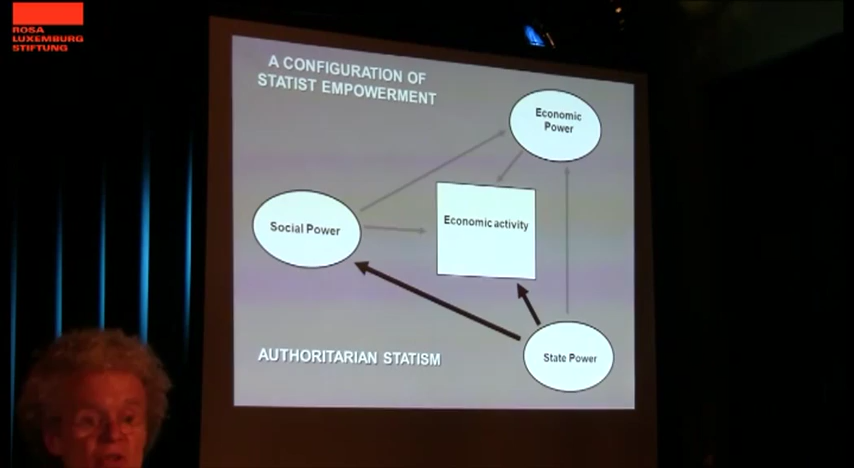 ROSA
LUXEMBURG
STIFTUNG
A CONFIGURATION OF
STATIST EMPOWERMENT
Economic
Power
Social Power
Economic activity
AUTHORITARIAN STATISM
State Power